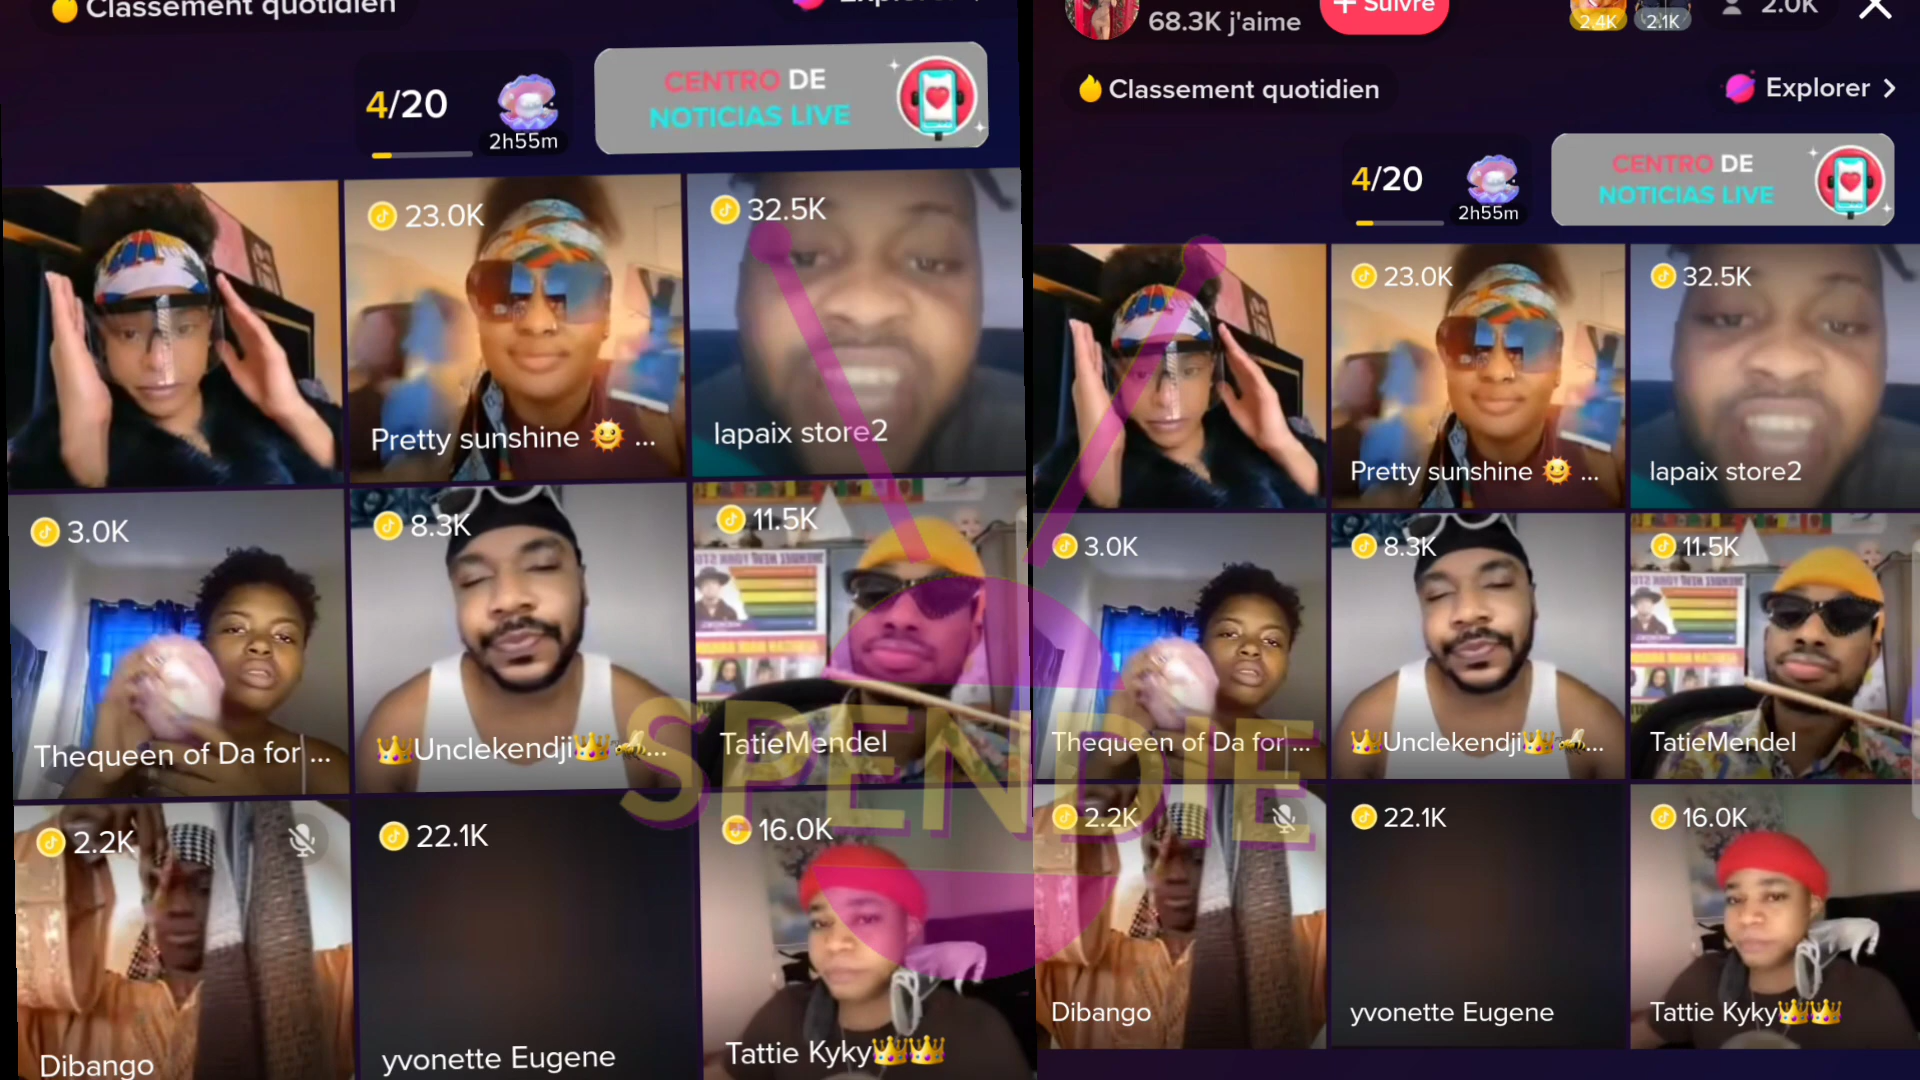 Classement quotidien
4/20
2h55m
CENTRO DE
NOTICIAS LIVE
23.0K
32.5K
Pretty sunshine 🌞 ...
lapaix store2
3.0K
8.3K
11.5K
Thequeen of Da for ...
👑Unclekendji👑🐝...
TatieMendel
2.2K
22.1K
16.0K
Dibango
yvonette Eugene
Tattie Kyky👑👑
68.3K j'aime
+ Suivre
2.4K
2.1K
2.0K
Classement quotidien
Explorer >
4/20
2h55m
CENTRO DE
NOTICIAS LIVE
23.0K
32.5K
Pretty sunshine 🌞 ...
lapaix store2
3.0K
8.3K
11.5K
Thequeen of Da for ...
👑Unclekendji👑🐝...
TatieMendel
2.2K
22.1K
16.0K
Dibango
yvonette Eugene
Tattie Kyky👑👑
SPENDIE